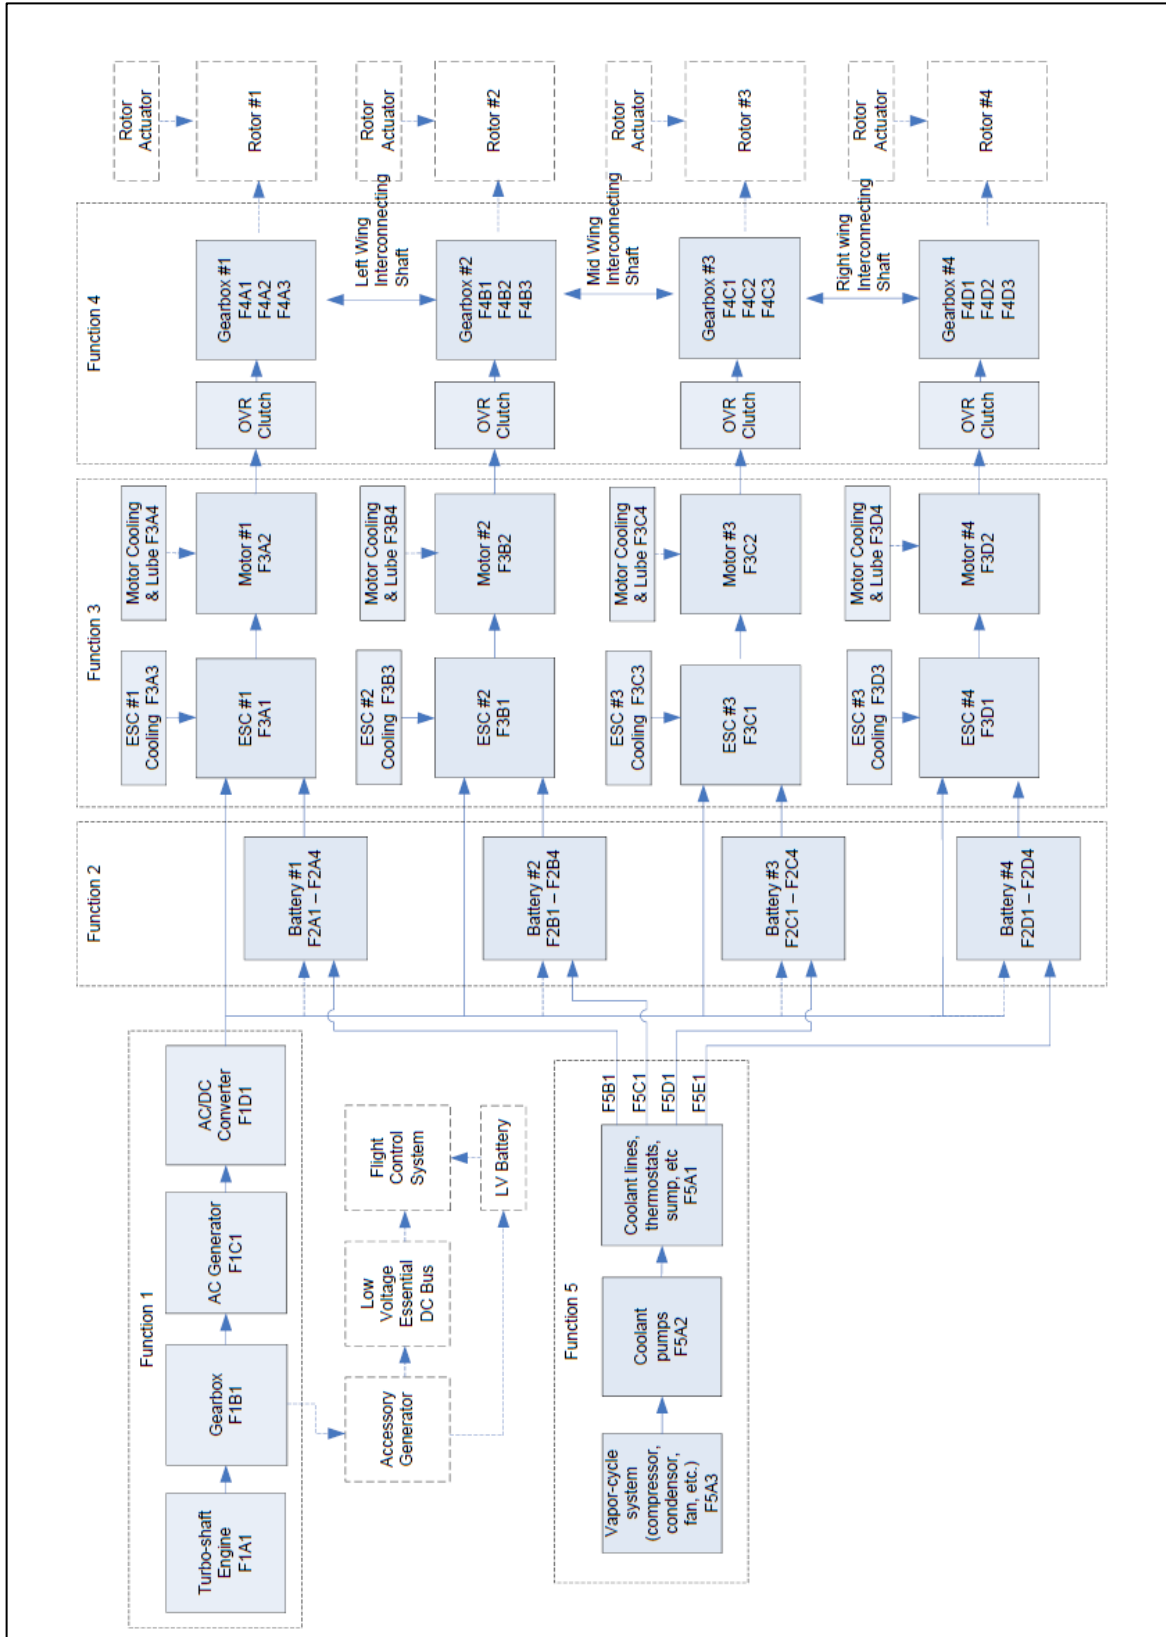 Function 1
Turbo-shaft
Engine
F1A1
Gearbox
F1B1
AC Generator
F1C1
AC/DC
Converter
F1D1
Accessory
Generator
Low
Voltage
Essential
DC Bus
Flight
Control
System
LV Battery
Function 5
Vapor-cycle
system
(compressor,
condensor,
fan, etc.)
F5A3
Coolant
pumps
F5A2
Coolant lines,
thermostats,
sump, etc
F5A1
F5B1
F5C1
F5D1
F5E1
Function 2
Battery #1
F2A1 – F2A4
Battery #2
F2B1 – F2B4
Battery #3
F2C1 – F2C4
Battery #4
F2D1 – F2D4
Function 3
ESC #1
Cooling F3A3
Motor Cooling
& Lube F3A4
ESC #1
F3A1
Motor #1
F3A2
ESC #2
Cooling F3B3
Motor Cooling
& Lube F3B4
ESC #2
F3B1
Motor #2
F3B2
ESC #3
Cooling F3C3
Motor Cooling
& Lube F3C4
ESC #3
F3C1
Motor #3
F3C2
ESC #3
Cooling F3D3
Motor Cooling
& Lube F3D4
ESC #4
F3D1
Motor #4
F3D2
Function 4
OVR
Clutch
Gearbox #1
F4A1
F4A2
F4A3
Left Wing
Interconnecting
Shaft
OVR
Clutch
Gearbox #2
F4B1
F4B2
F4B3
Mid Wing
Interconnecting
Shaft
OVR
Clutch
Gearbox #3
F4C1
F4C2
F4C3
Right wing
Interconnecting
Shaft
OVR
Clutch
Gearbox #4
F4D1
F4D2
F4D3
Rotor
Actuator
Rotor #1
Rotor
Actuator
Rotor #2
Rotor
Actuator
Rotor #3
Rotor
Actuator
Rotor #4